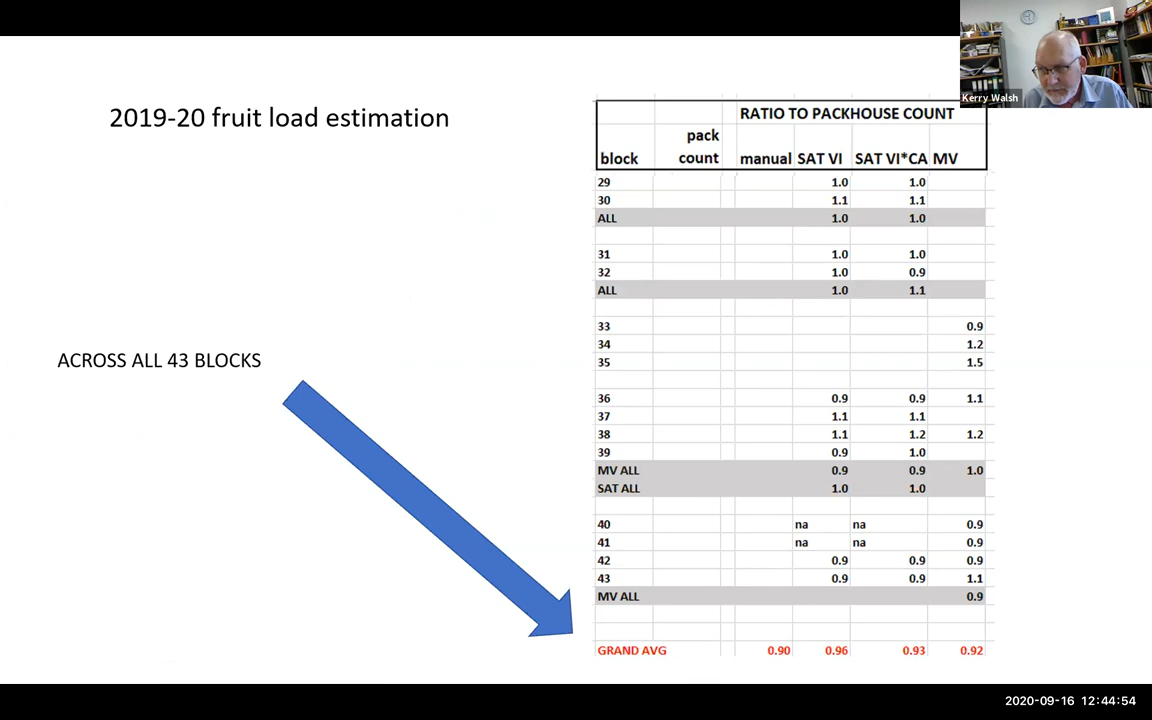 Kerry Walsh
2019-20 fruit load estimation
RATIO TO PACKHOUSE COUNT
block pack count manual SAT VI SAT VI*CA MV
29 1.0 1.0
30 1.1 1.1
ALL 1.0 1.0
31 1.0 1.0
32 1.0 0.9
ALL 1.0 1.1
33 0.9
34 1.2
35 1.5
36 0.9 0.9 1.1
37 1.1 1.1
38 1.1 1.2 1.2
39 0.9 1.0
MV ALL 0.9 0.9 1.0
SAT ALL 1.0 1.0
40 na na 0.9
41 na na 0.9
42 0.9 0.9 0.9
43 0.9 0.9 1.1
MV ALL 0.9
GRAND AVG 0.90 0.96 0.93 0.92
ACROSS ALL 43 BLOCKS
2020-09-16 12:44:54